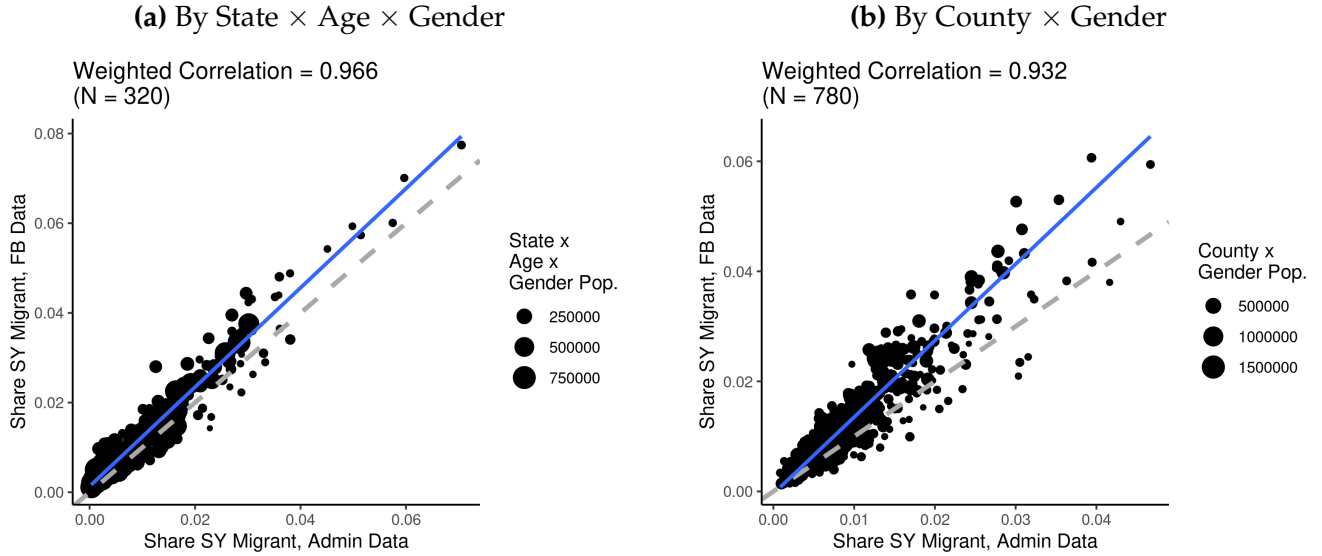 (a) By State × Age × Gender
Weighted Correlation = 0.966
(N = 320)
0.08
0.06
0.04
0.02
0.00
0.00 0.02 0.04 0.06
Share SY Migrant, FB Data
Share SY Migrant, Admin Data
State x
Age x
Gender Pop.
250000
500000
750000
(b) By County × Gender
Weighted Correlation = 0.932
(N = 780)
0.06
0.04
0.02
0.00
0.00 0.01 0.02 0.03 0.04
Share SY Migrant, FB Data
Share SY Migrant, Admin Data
County x
Gender Pop.
500000
1000000
1500000